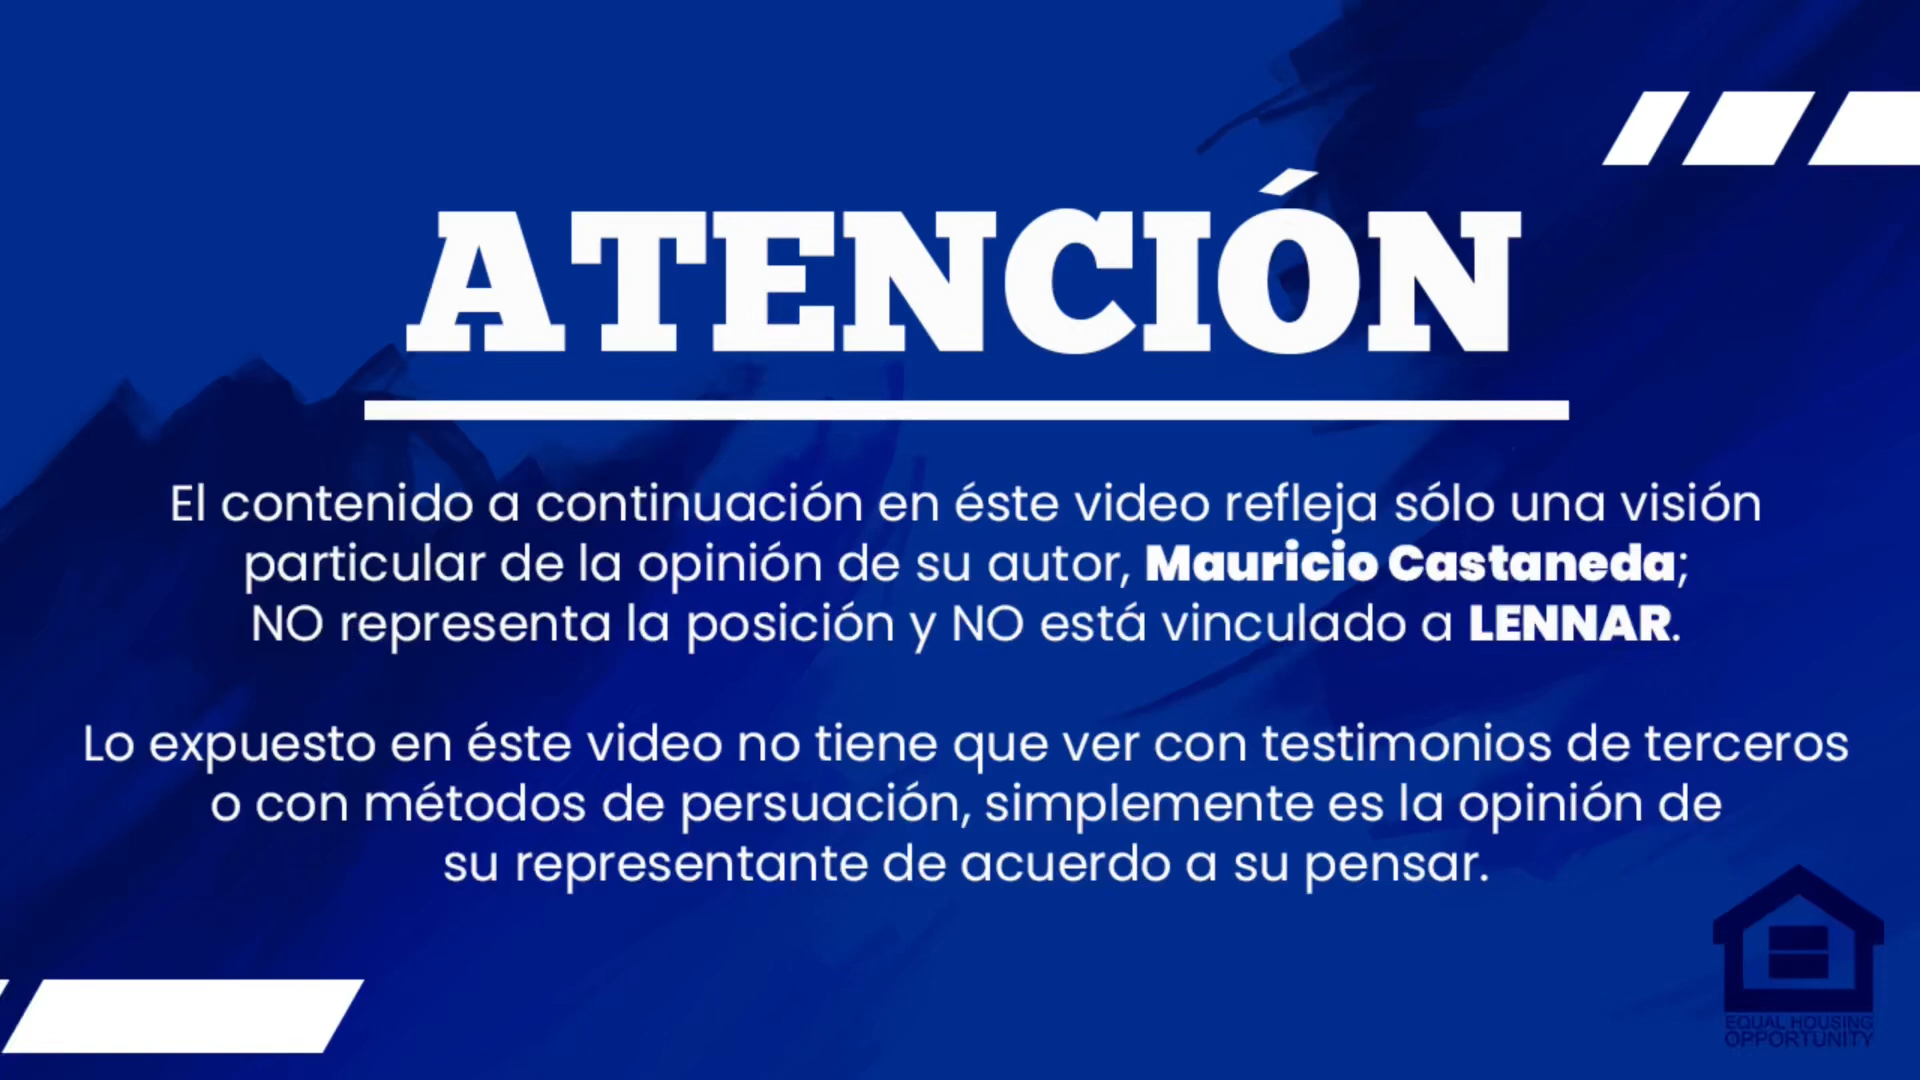 ATENCIÓN
El contenido a continuación en éste video refleja sólo una visión
particular de la opinión de su autor, Mauricio Castaneda;
NO representa la posición y NO está vinculado a LENNAR.
Lo expuesto en éste video no tiene que ver con testimonios de terceros
o con métodos de persuación, simplemente es la opinión de
su representante de acuerdo a su pensar.
EQUAL HOUSING
OPPORTUNITY